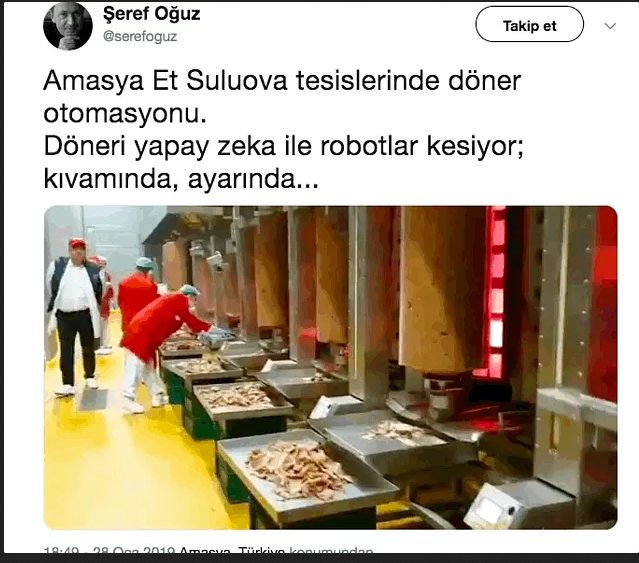 Şeref Oğuz
@serefoguz
Takip et
Amasya Et Suluova tesislerinde döner
otomasyonu.
Döneri yapay zeka ile robotlar kesiyor;
kıvamında, ayarında...
18:49 - 28 Oca 2019 Amasya, Türkiye konumundan